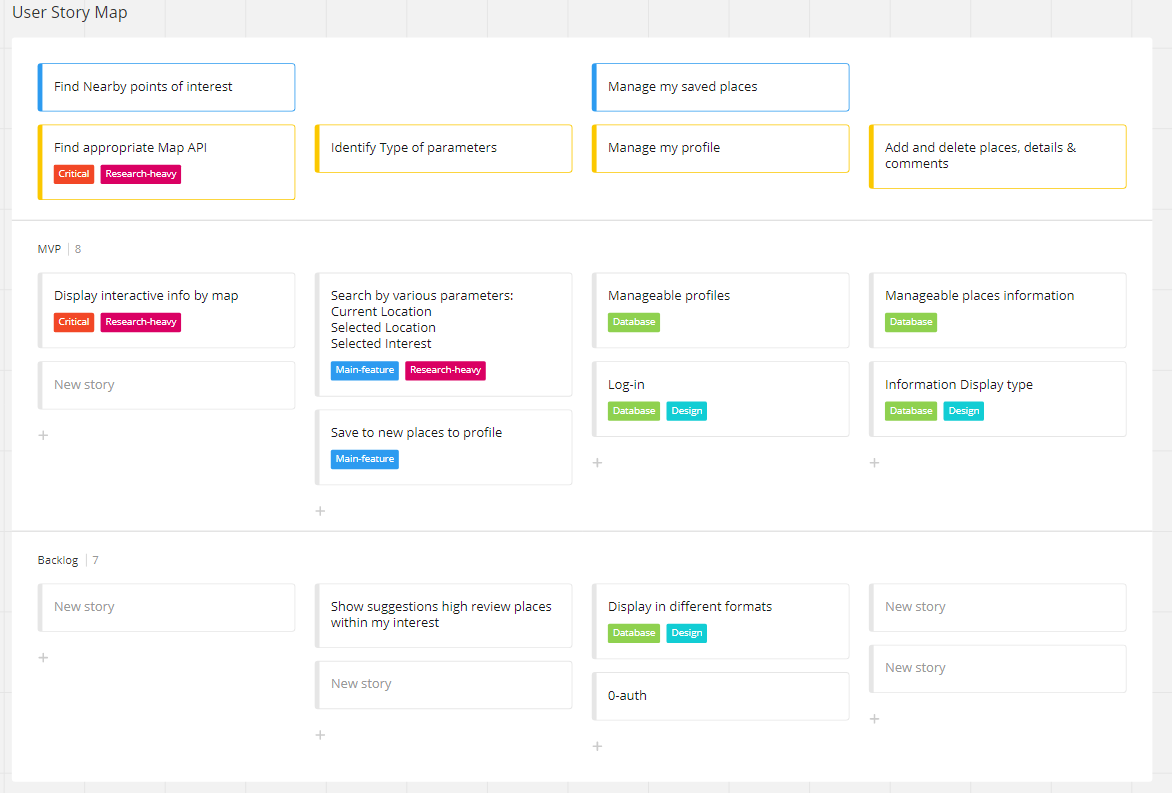 User Story Map
Find Nearby points of interest
Manage my saved places
Find appropriate Map API
Critical Research-heavy
Identify Type of parameters
Manage my profile
Add and delete places, details &
comments
MVP 8
Display interactive info by map
Critical Research-heavy
New story
Search by various parameters:
Current Location
Selected Location
Selected Interest
Main-feature Research-heavy
Save to new places to profile
Main-feature
Manageable profiles
Database
Log-in
Database Design
Manageable places information
Database
Information Display type
Database Design
Backlog 7
New story
Show suggestions high review places
within my interest
New story
Display in different formats
Database Design
0-auth
New story
New story